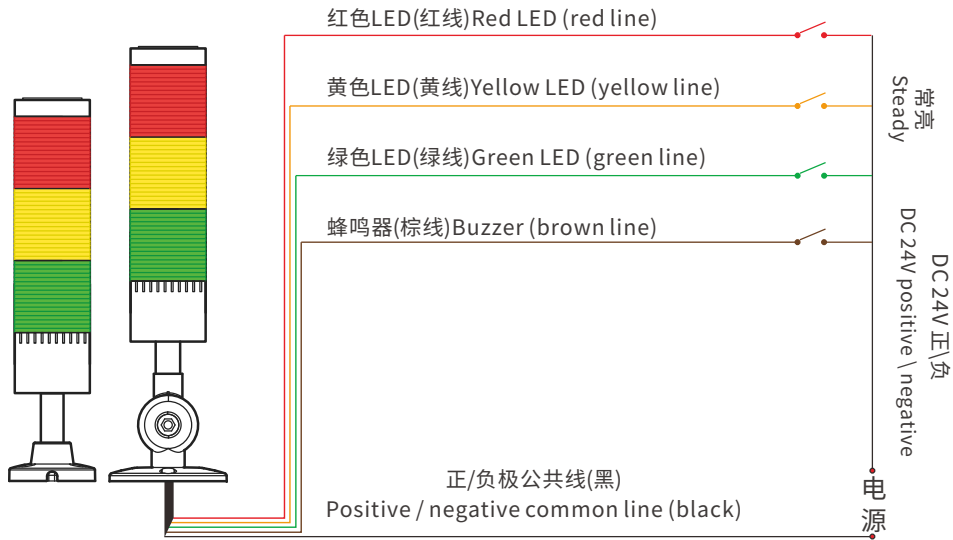 红色LED(红线)Red LED (red line)
黄色LED(黄线)Yellow LED (yellow line)
绿色LED(绿线)Green LED (green line)
蜂鸣器(棕线)Buzzer (brown line)
常亮
Steady
DC 24V 正\负
DC 24V positive \ negative
正/负极公共线(黑)
Positive / negative common line (black)
电源